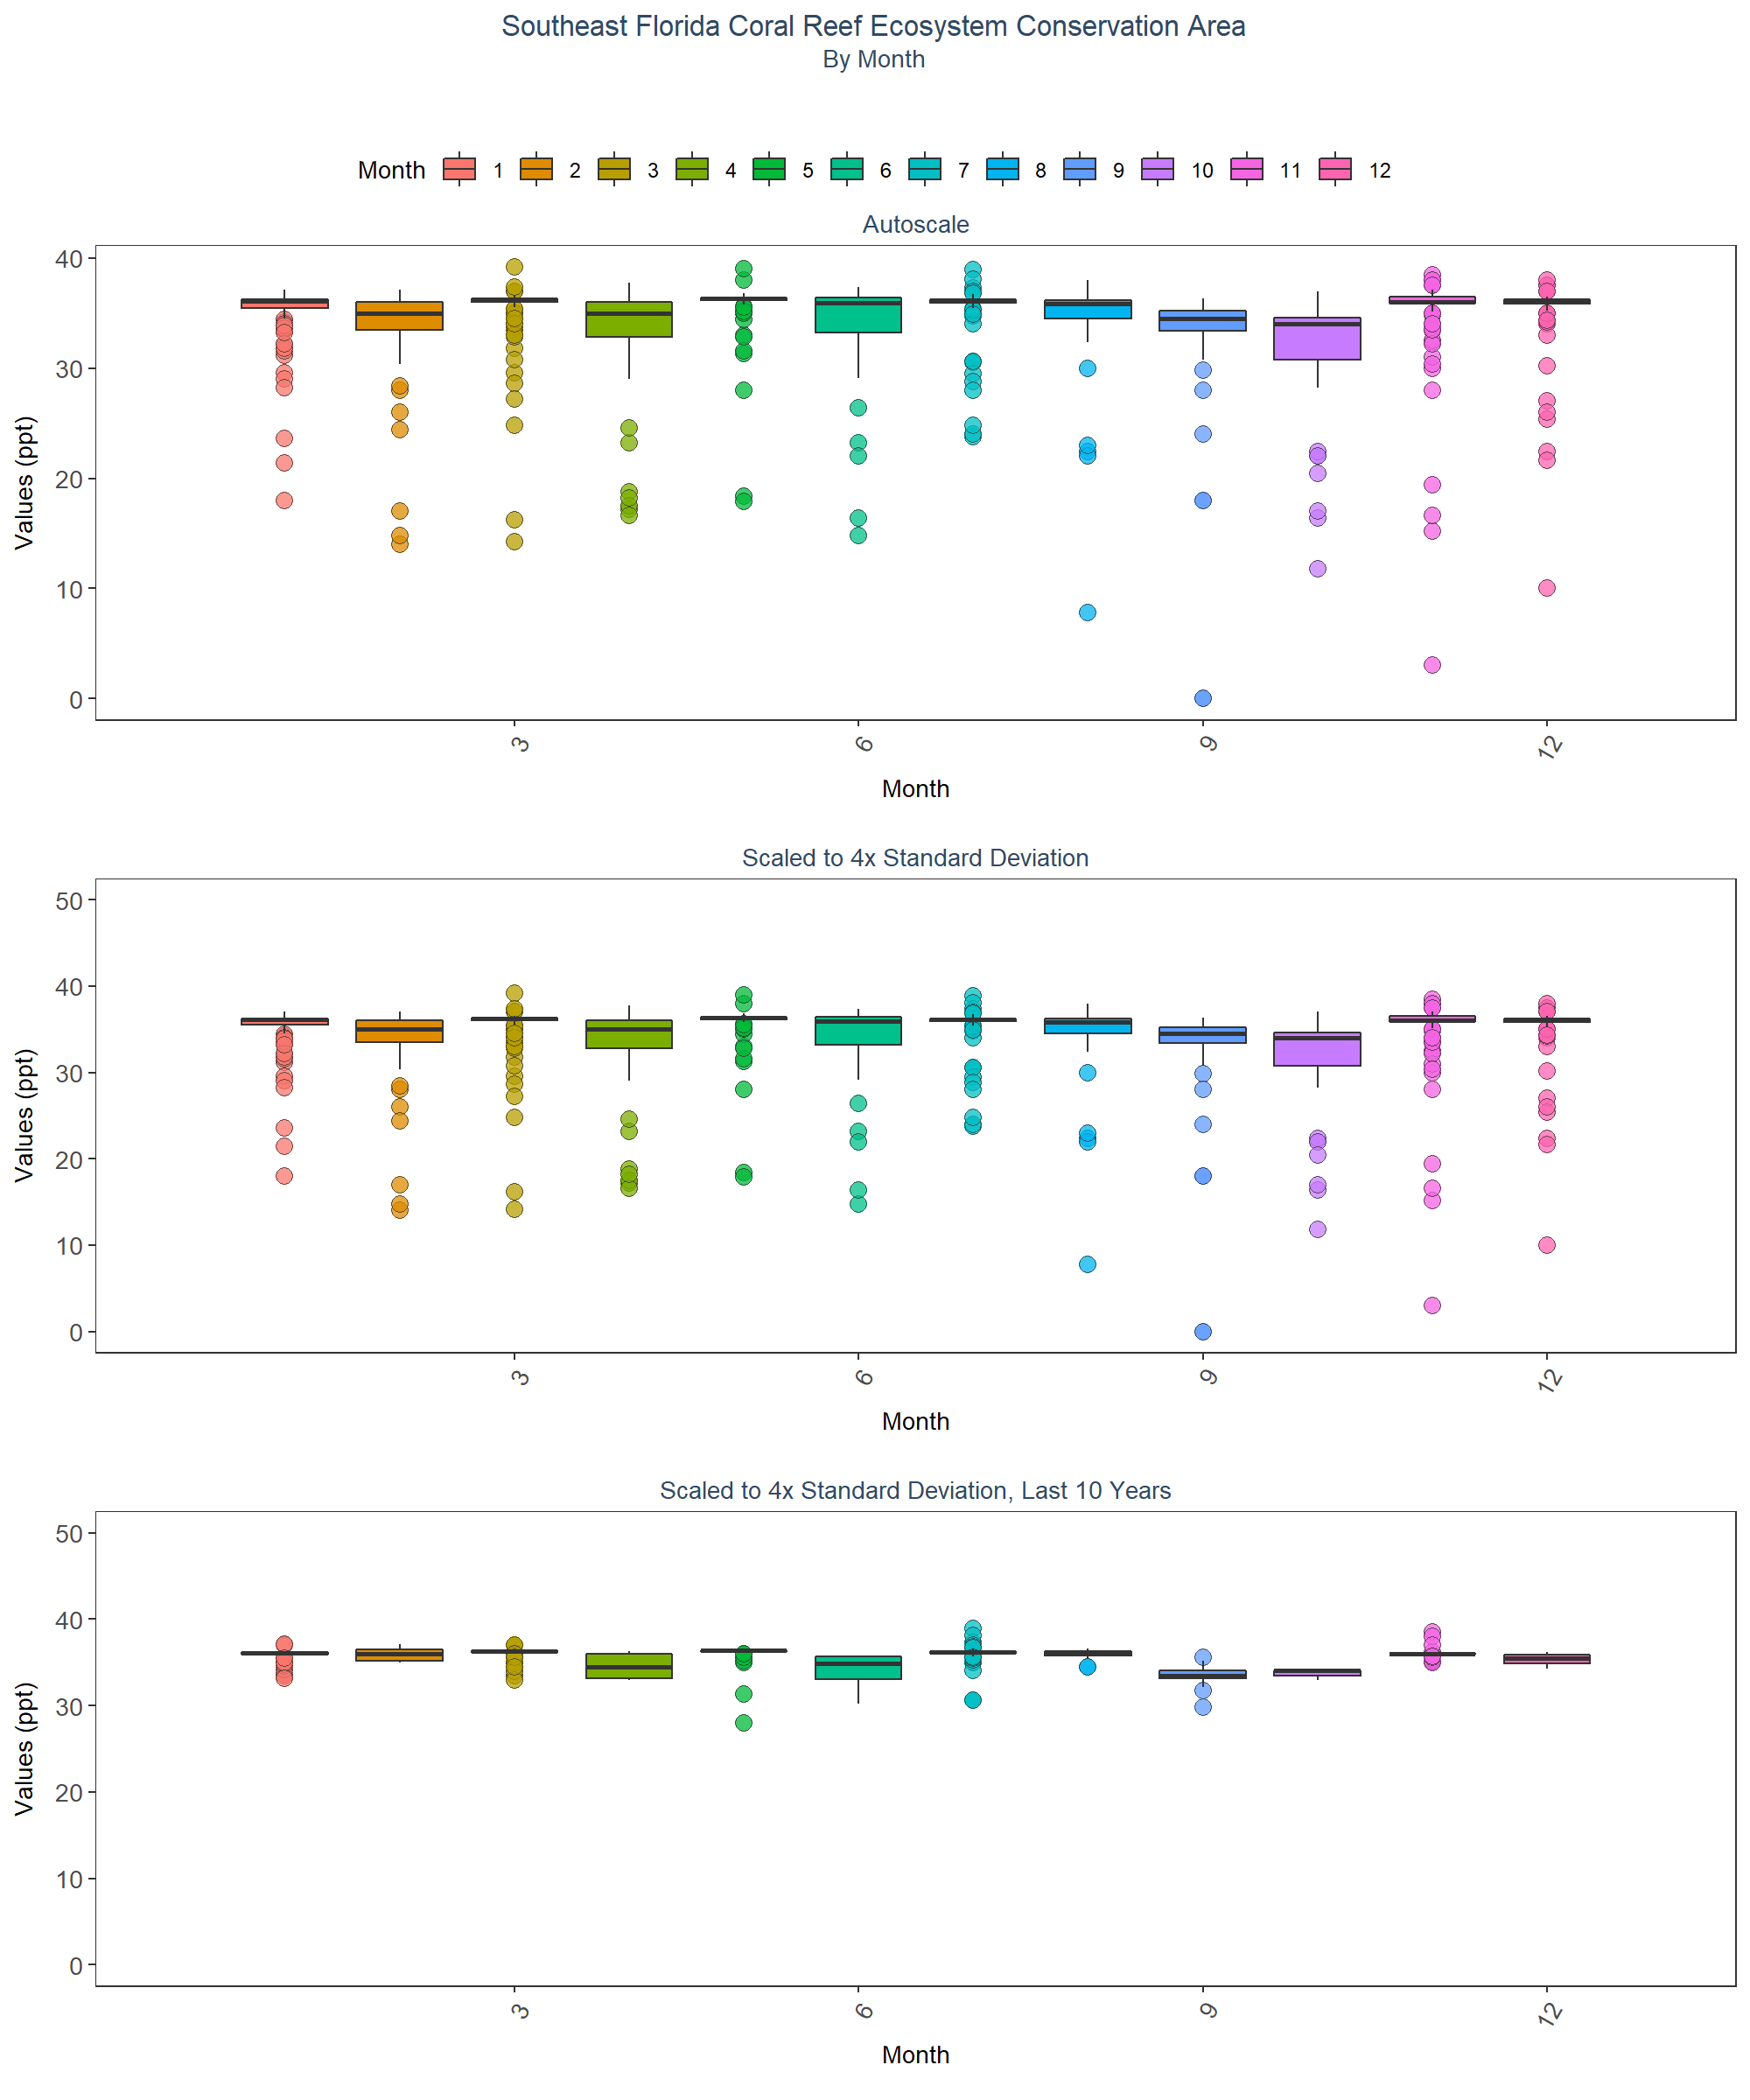 Southeast Florida Coral Reef Ecosystem Conservation Area
By Month
Month 1 2 3 4 5 6 7 8 9 10 11 12
Autoscale
Values (ppt)
40
30
20
10
0
3 6 9 12
Month
Scaled to 4x Standard Deviation
Values (ppt)
50
40
30
20
10
0
3 6 9 12
Month
Scaled to 4x Standard Deviation, Last 10 Years
Values (ppt)
50
40
30
20
10
0
3 6 9 12
Month